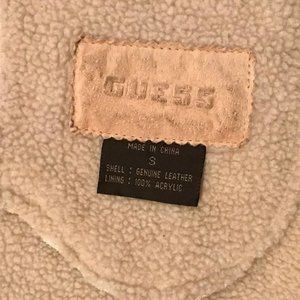 GUESS
MADE IN CHINA
S
SHELL : GENUINE LEATHER
LINING : 100% ACRYLIC